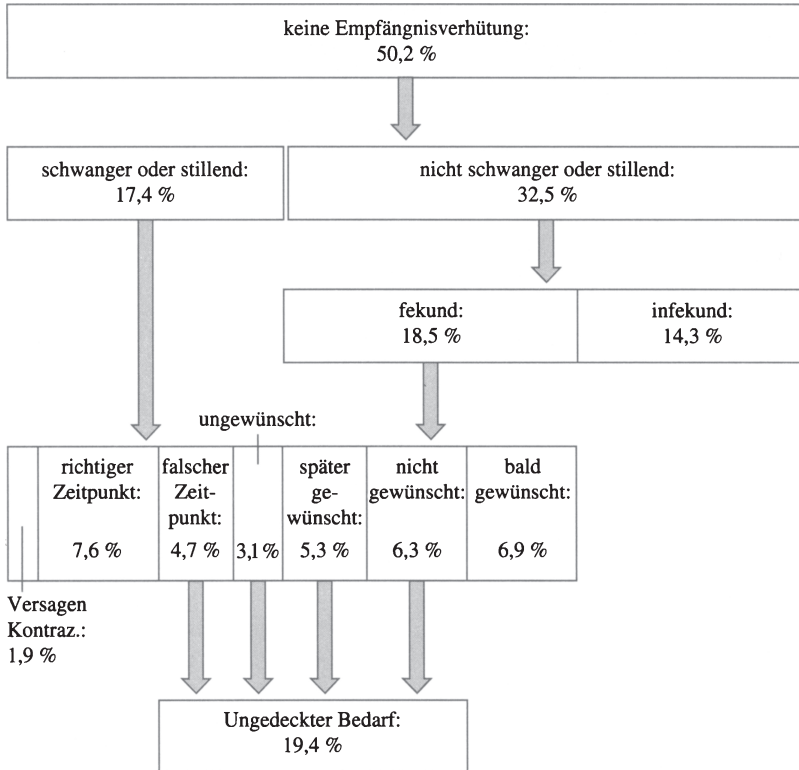 keine Empfängnisverhütung:
50,2 %
schwanger oder stillend:
17,4 %
nicht schwanger oder stillend:
32,5 %
fekund:
18,5 %
infekund:
14,3 %
ungewünscht:
richtiger
Zeitpunkt:
7,6 %
falscher
Zeit-
punkt:
4,7 %
3,1 %
später
ge-
wünscht:
5,3 %
nicht
gewünscht:
6,3 %
bald
gewünscht:
6,9 %
Versagen
Kontraz.:
1,9 %
Ungedeckter Bedarf:
19,4 %